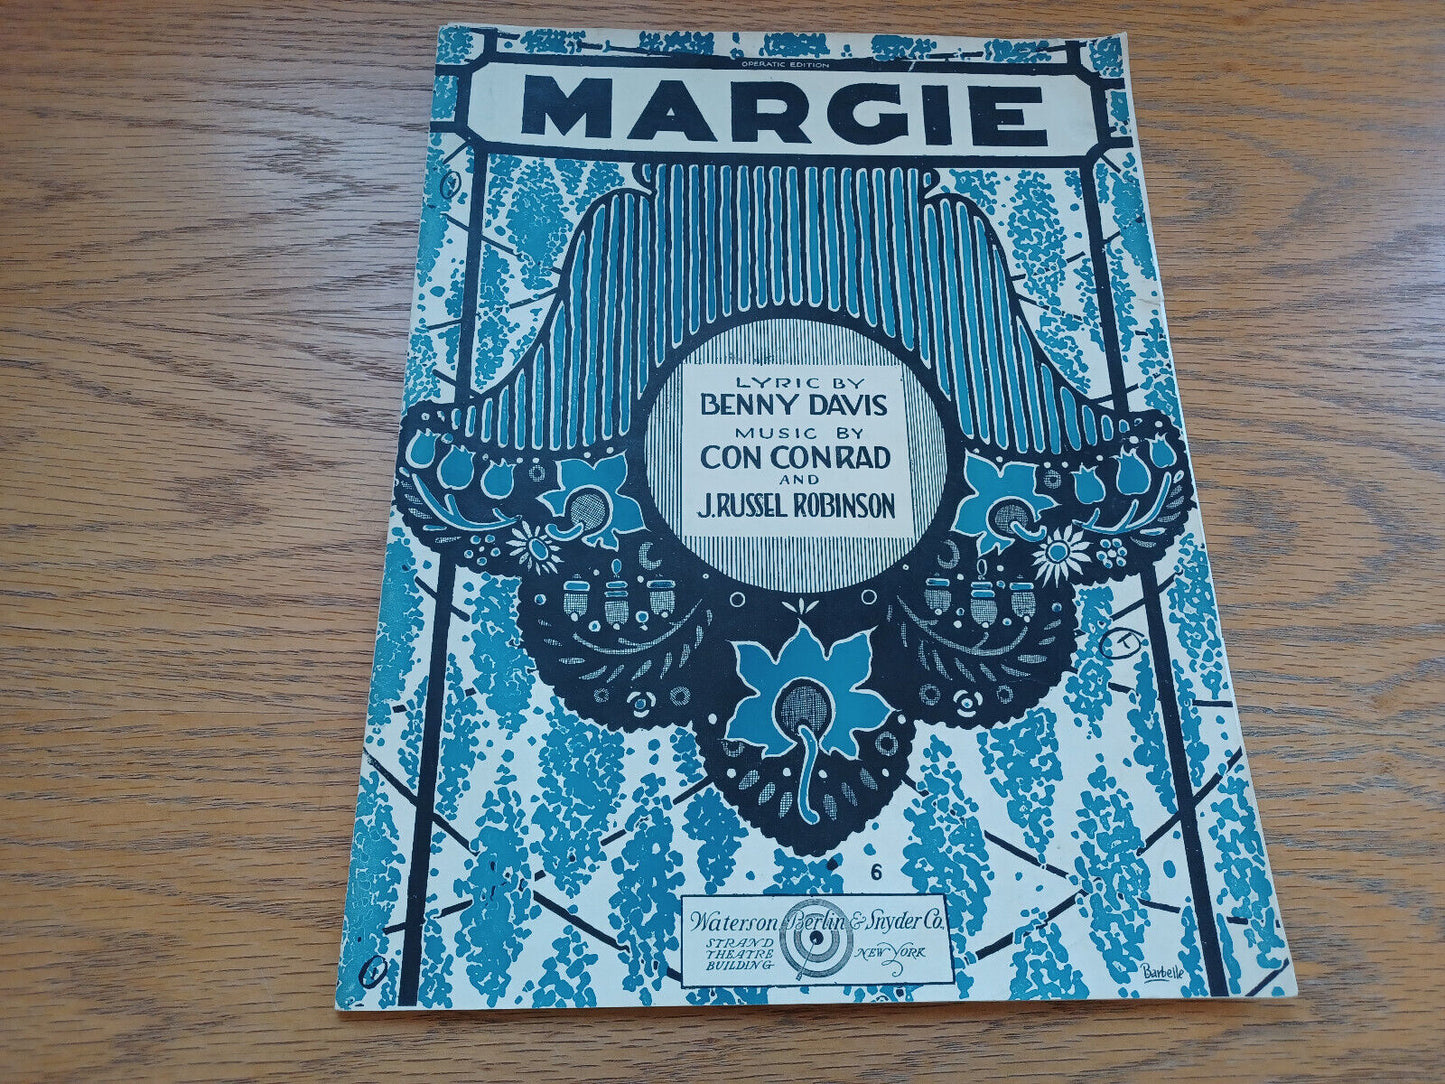 OPERATIC EDITION
MARGIE
LYRIC BY
BENNY DAVIS
MUSIC BY
CON CONRAD
AND
J. RUSSEL ROBINSON
6
Waterson Berlin & Snyder Co.
STRAND
THEATRE
BUILDING
NEW YORK
Barbelle